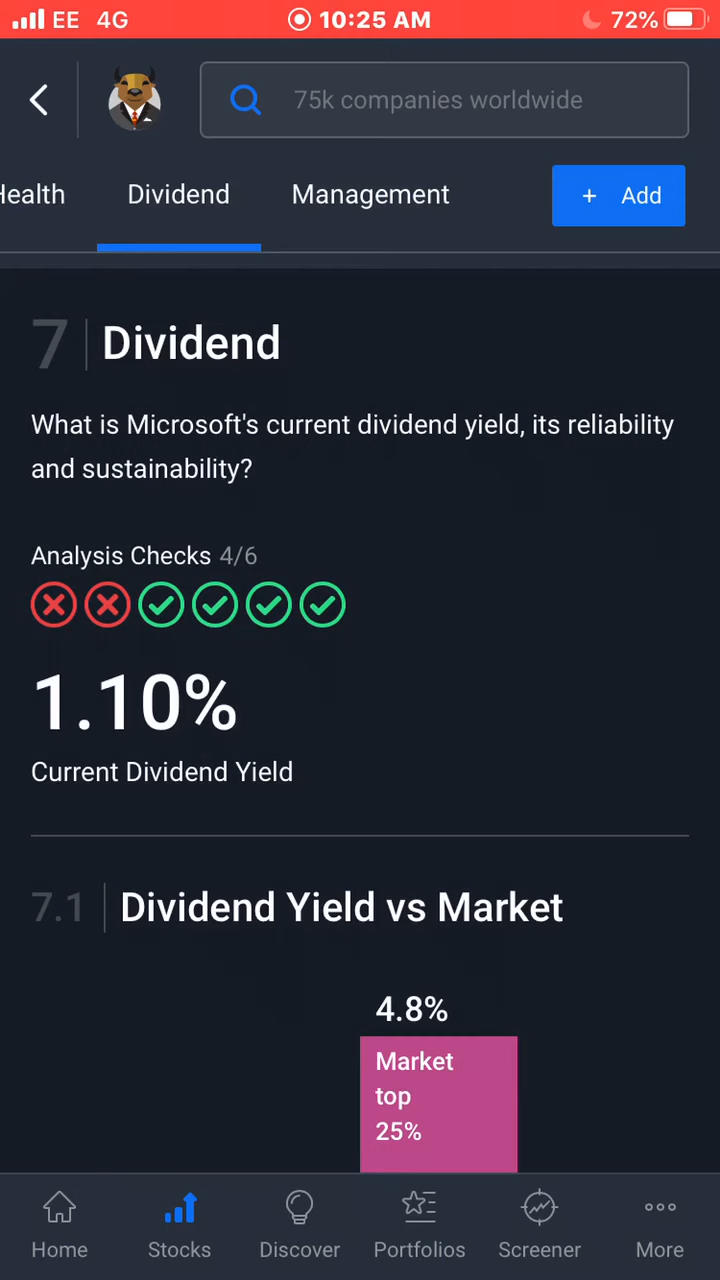 EE 4G 10:25 AM 72%
75k companies worldwide
Health Dividend Management + Add
7 Dividend
What is Microsoft's current dividend yield, its reliability
and sustainability?
Analysis Checks 4/6
1.10%
Current Dividend Yield
7.1 Dividend Yield vs Market
4.8%
Market
top
25%
Home Stocks Discover Portfolios Screener More